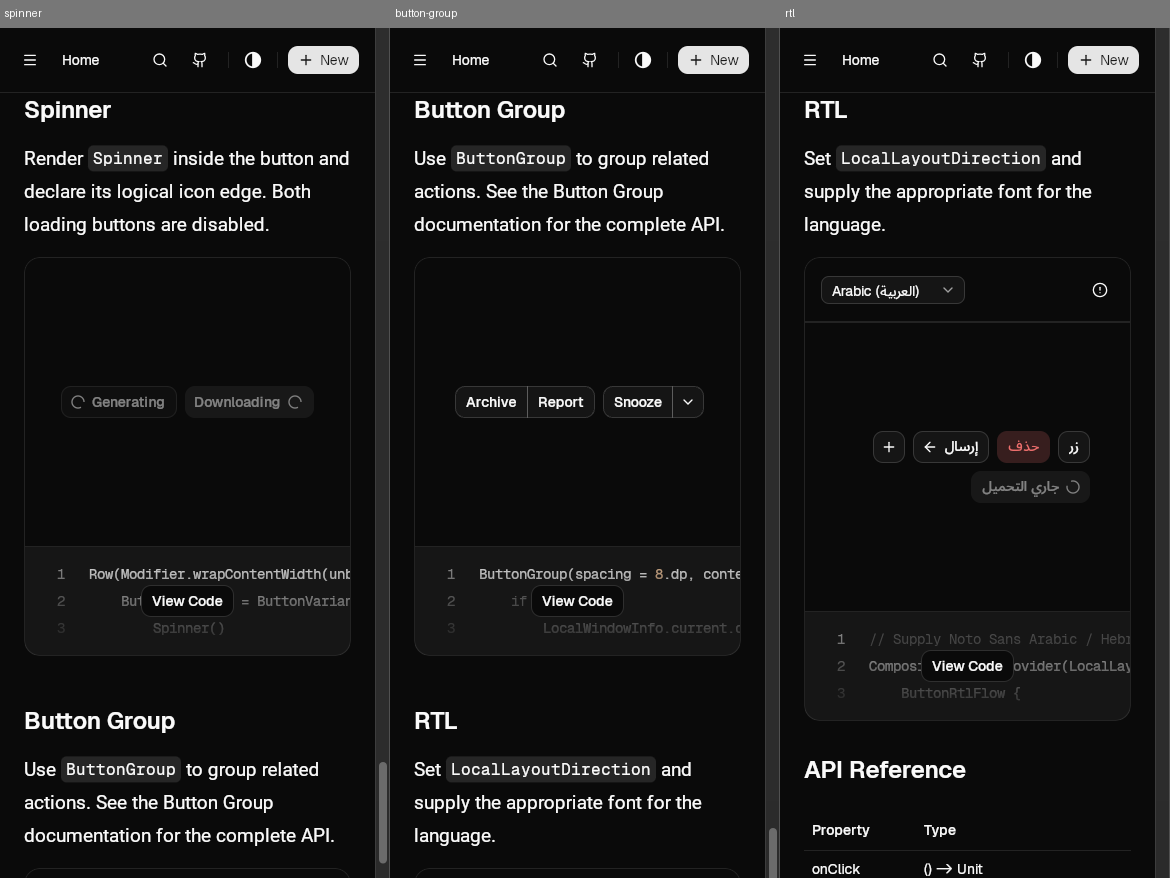 spinner
Home
New
Spinner
Render Spinner inside the button and
declare its logical icon edge. Both
loading buttons are disabled.
Generating
Downloading
1 Row(Modifier.wrapContentWidth(unb
2 But
View Code
= ButtonVarian
3 Spinner()
Button Group
Use ButtonGroup to group related
actions. See the Button Group
documentation for the complete API.
button-group
Home
New
Button Group
Use ButtonGroup to group related
actions. See the Button Group
documentation for the complete API.
Archive
Report
Snooze
1 ButtonGroup(spacing = 8.dp, conte
2 if
View Code
3 LocalWindowInfo.current.c
RTL
Set LocalLayoutDirection and
supply the appropriate font for the
language.
rtl
Home
New
RTL
Set LocalLayoutDirection and
supply the appropriate font for the
language.
Arabic (العربية)
زر
حذف
إرسال
جاري التحميل
1 // Supply Noto Sans Arabic / Hebr
2 Composi
View Code
ovider(LocalLay
3 ButtonRtlFlow {
API Reference
Property Type
onClick () -> Unit